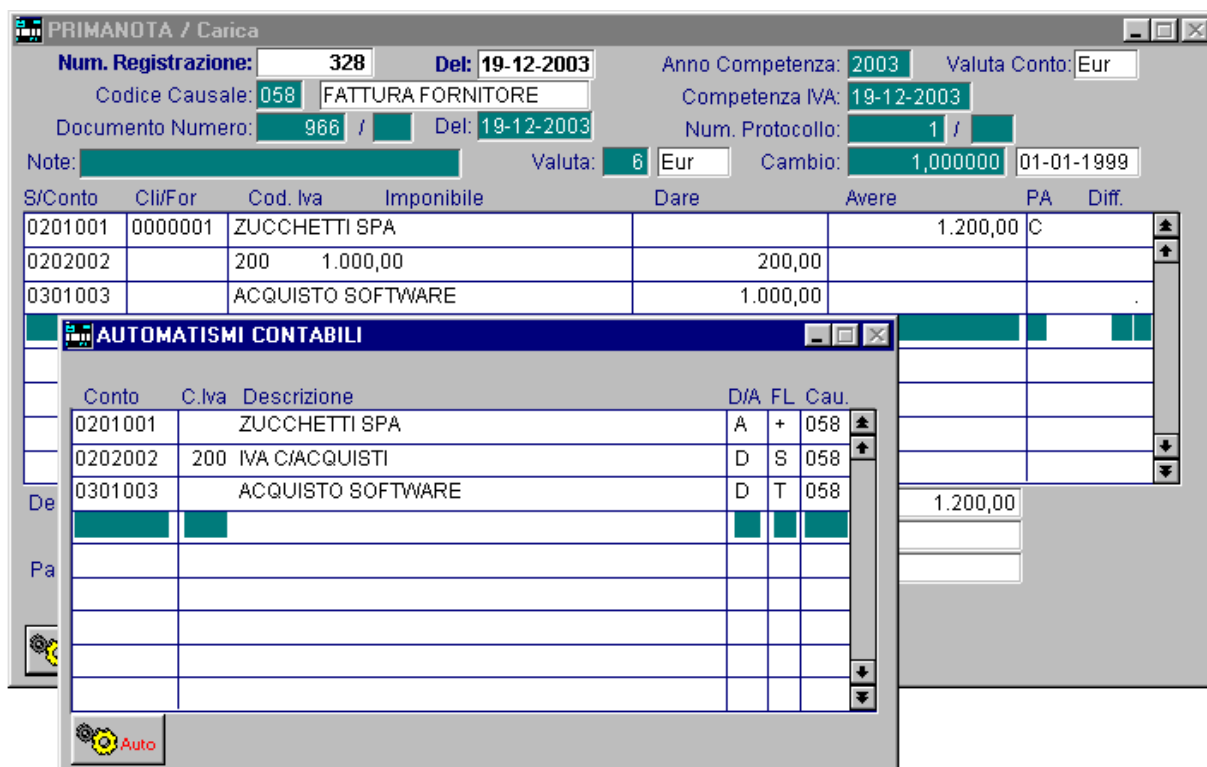 PRIMANOTA / Carica
Num. Registrazione: 328 Del: 19-12-2003 Anno Competenza: 2003 Valuta Conto: Eur
Codice Causale: 058 FATTURA FORNITORE Competenza IVA: 19-12-2003
Documento Numero: 966 / Del: 19-12-2003 Num. Protocollo: 1 /
Note: Valuta: 6 Eur Cambio: 1,000000 01-01-1999
S/Conto Cli/For Cod. Iva Imponibile Dare Avere PA Diff.
0201001 0000001 ZUCCHETTI SPA 1.200,00 C
0202002 200 1.000,00 200,00
0301003 ACQUISTO SOFTWARE 1.000,00 .
AUTOMATISMI CONTABILI
Conto C.Iva Descrizione D/A FL Cau.
0201001 ZUCCHETTI SPA A + 058
0202002 200 IVA C/ACQUISTI D S 058
0301003 ACQUISTO SOFTWARE D T 058
De 1.200,00
Pa
Auto